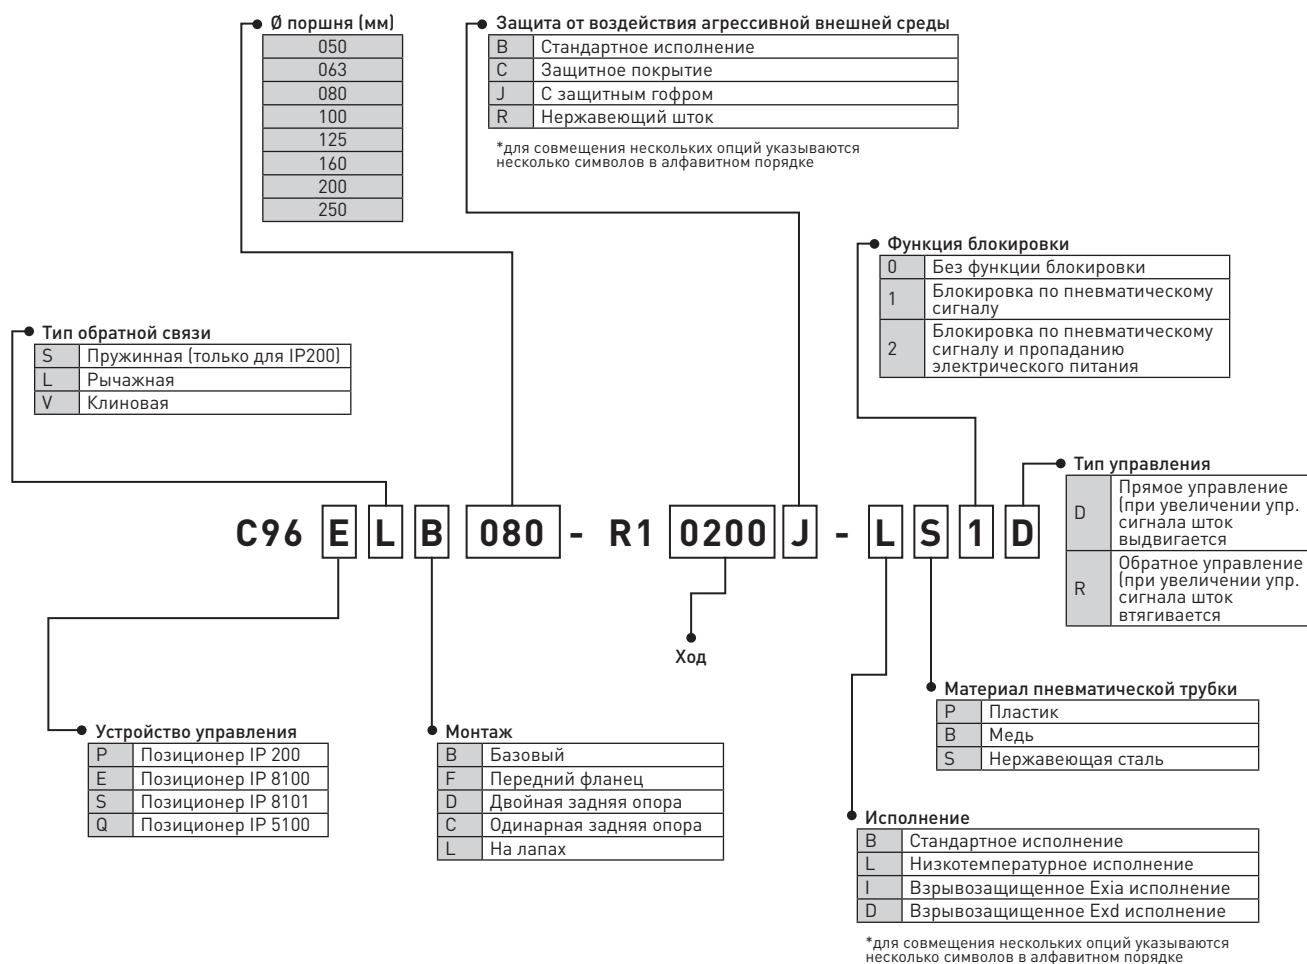 Ø поршня (мм)
050
063
080
100
125
160
200
250
Защита от воздействия агрессивной внешней среды
B Стандартное исполнение
C Защитное покрытие
J С защитным гофром
R Нержавеющий шток
*для совмещения нескольких опций указываются
несколько символов в алфавитном порядке
Функция блокировки
0 Без функции блокировки
1 Блокировка по пневматическому
сигналу
2 Блокировка по пневматическому
сигналу и пропаданию
электрического питания
Тип обратной связи
S Пружинная (только для IP200)
L Рычажная
V Клиновая
Тип управления
D Прямое управление
(при увеличении упр.
сигнала шток
выдвигается
R Обратное управление
(при увеличении упр.
сигнала шток
втягивается
C96 E L B 080 - R1 0200 J - L S 1 D
Ход
Устройство управления
P Позиционер IP 200
E Позиционер IP 8100
S Позиционер IP 8101
Q Позиционер IP 5100
Монтаж
B Базовый
F Передний фланец
D Двойная задняя опора
C Одинарная задняя опора
L На лапах
Материал пневматической трубки
P Пластик
B Медь
S Нержавеющая сталь
Исполнение
B Стандартное исполнение
L Низкотемпературное исполнение
I Взрывозащищенное Exia исполнение
D Взрывозащищенное Exd исполнение
*для совмещения нескольких опций указываются
несколько символов в алфавитном порядке